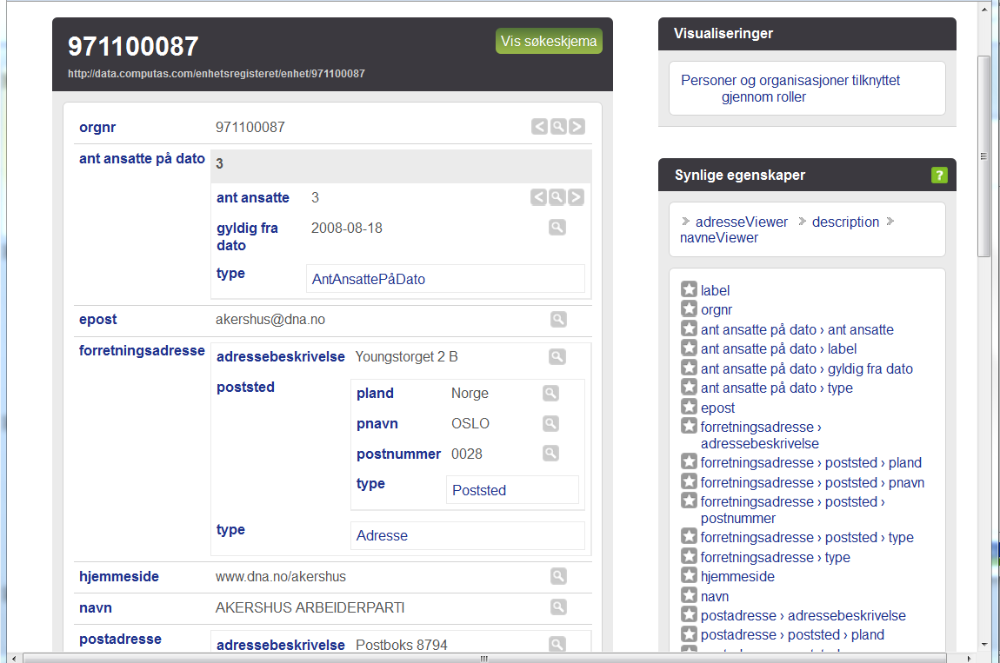 971100087
Vis søkeskjema
http://data.computas.com/enhetsregisteret/enhet/971100087
orgnr 971100087
ant ansatte på dato 3
ant ansatte 3
gyldig fra 2008-08-18
dato
type AntAnsattePåDato
epost akershus@dna.no
forretningsadresse adressebeskrivelse Youngstorget 2 B
poststed pland Norge
pnavn OSLO
postnummer 0028
type Poststed
type Adresse
hjemmeside www.dna.no/akershus
navn AKERSHUS ARBEIDERPARTI
postadresse adressebeskrivelse Postboks 8794
Visualiseringer
Personer og organisasjoner tilknyttet
gjennom roller
Synlige egenskaper ?
» adresseViewer » description »
navneViewer
label
orgnr
ant ansatte på dato › ant ansatte
ant ansatte på dato › label
ant ansatte på dato › gyldig fra dato
ant ansatte på dato › type
epost
forretningsadresse ›
adressebeskrivelse
forretningsadresse › poststed › pland
forretningsadresse › poststed › pnavn
forretningsadresse › poststed ›
postnummer
forretningsadresse › poststed › type
forretningsadresse › type
hjemmeside
navn
postadresse › adressebeskrivelse
postadresse › poststed › pland